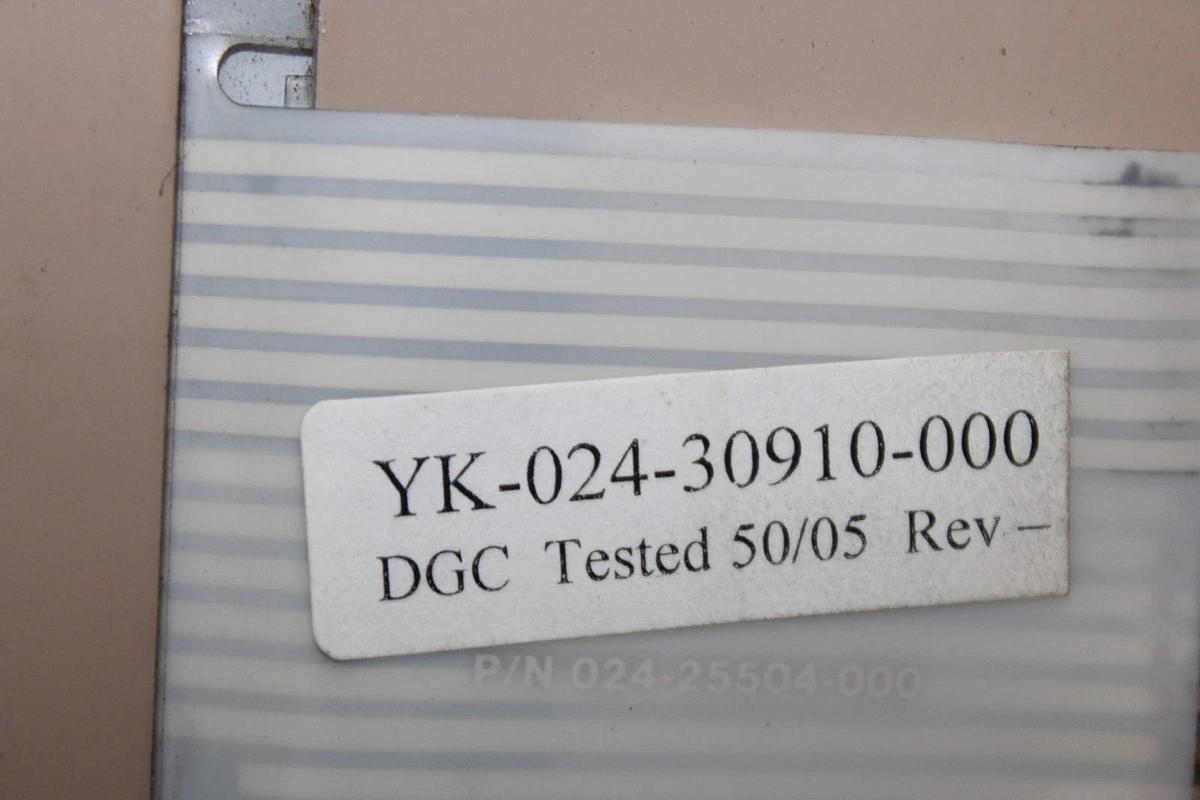 YK-024-30910-000
DGC Tested 50/05 Rev –
P/N 024-25504-000